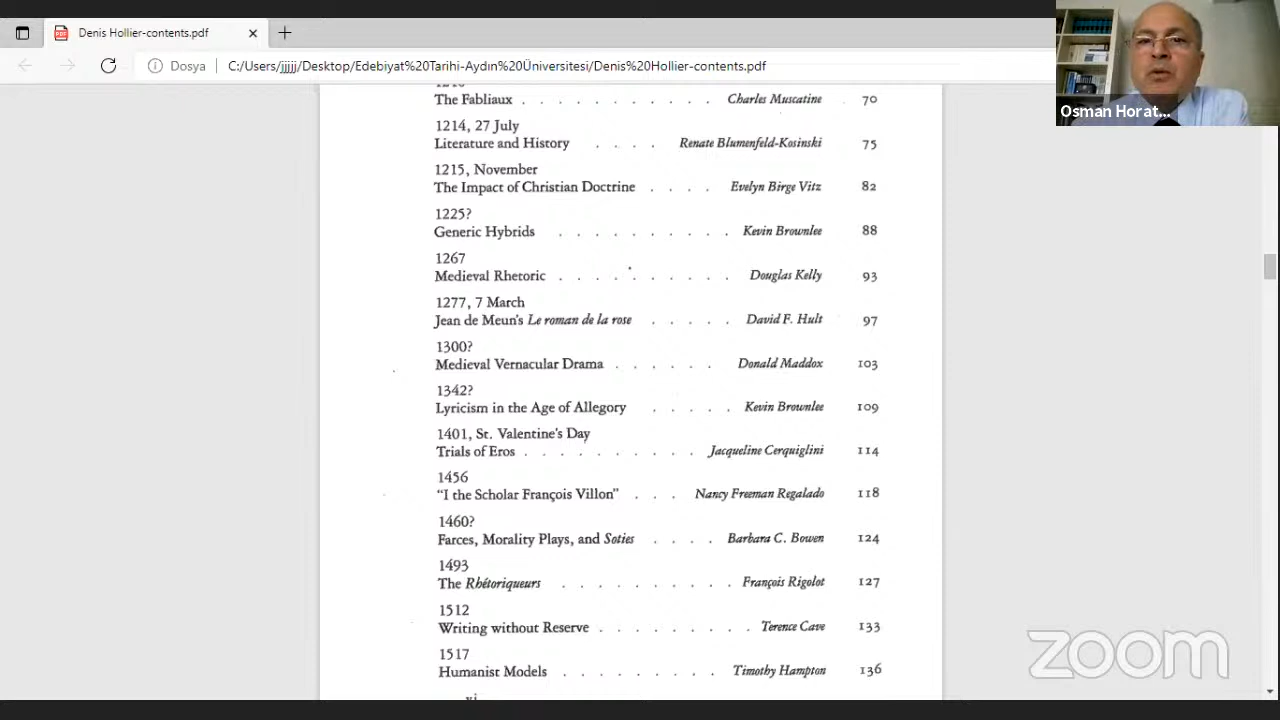 Denis Hollier-contents.pdf
Dosya
C:/Users/jjjjj/Desktop/Edebiyat%20Tarihi-Aydın%20Üniversitesi/Denis%20Hollier-contents.pdf
Osman Horat...
The Fabliaux . . . . . . . . . . . Charles Muscatine 70
1214, 27 July
Literature and History . . . . Renate Blumenfeld-Kosinski 75
1215, November
The Impact of Christian Doctrine . . . . Evelyn Birge Vitz 82
1225?
Generic Hybrids . . . . . . . . . . Kevin Brownlee 88
1267
Medieval Rhetoric . . . . . . . . . . Douglas Kelly 93
1277, 7 March
Jean de Meun's Le roman de la rose . . . . . David F. Hult 97
1300?
Medieval Vernacular Drama . . . . . . Donald Maddox 103
1342?
Lyricism in the Age of Allegory . . . . . Kevin Brownlee 109
1401, St. Valentine's Day
Trials of Eros . . . . . . . . . . Jacqueline Cerquiglini 114
1456
"I the Scholar François Villon" . . . Nancy Freeman Regalado 118
1460?
Farces, Morality Plays, and Soties . . . . Barbara C. Bowen 124
1493
The Rhétoriqueurs . . . . . . . . . . François Rigolot 127
1512
Writing without Reserve . . . . . . . . . Terence Cave 133
1517
Humanist Models . . . . . . . . . . Timothy Hampton 136
zoom